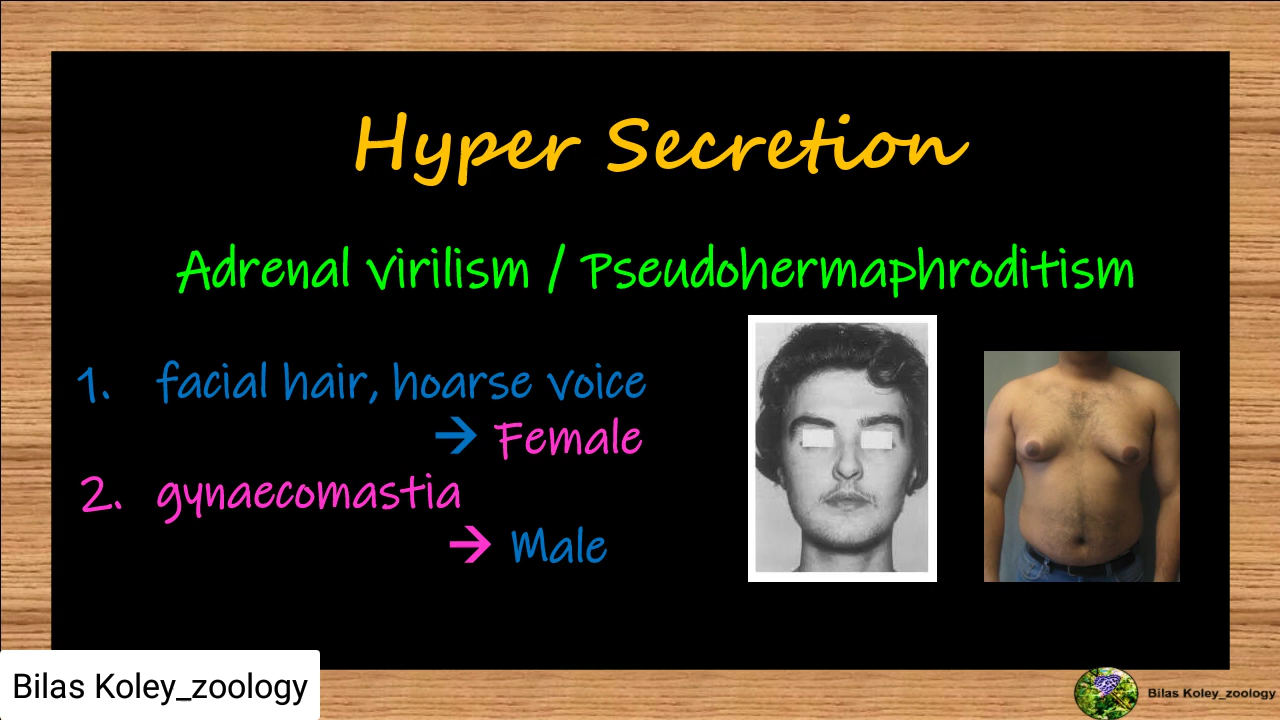 Hyper Secretion
Adrenal virilism / Pseudohermaphroditism
1. facial hair, hoarse voice
→ Female
2. gynaecomastia
→ Male
Bilas Koley_zoology
Bilas Koley_zoology